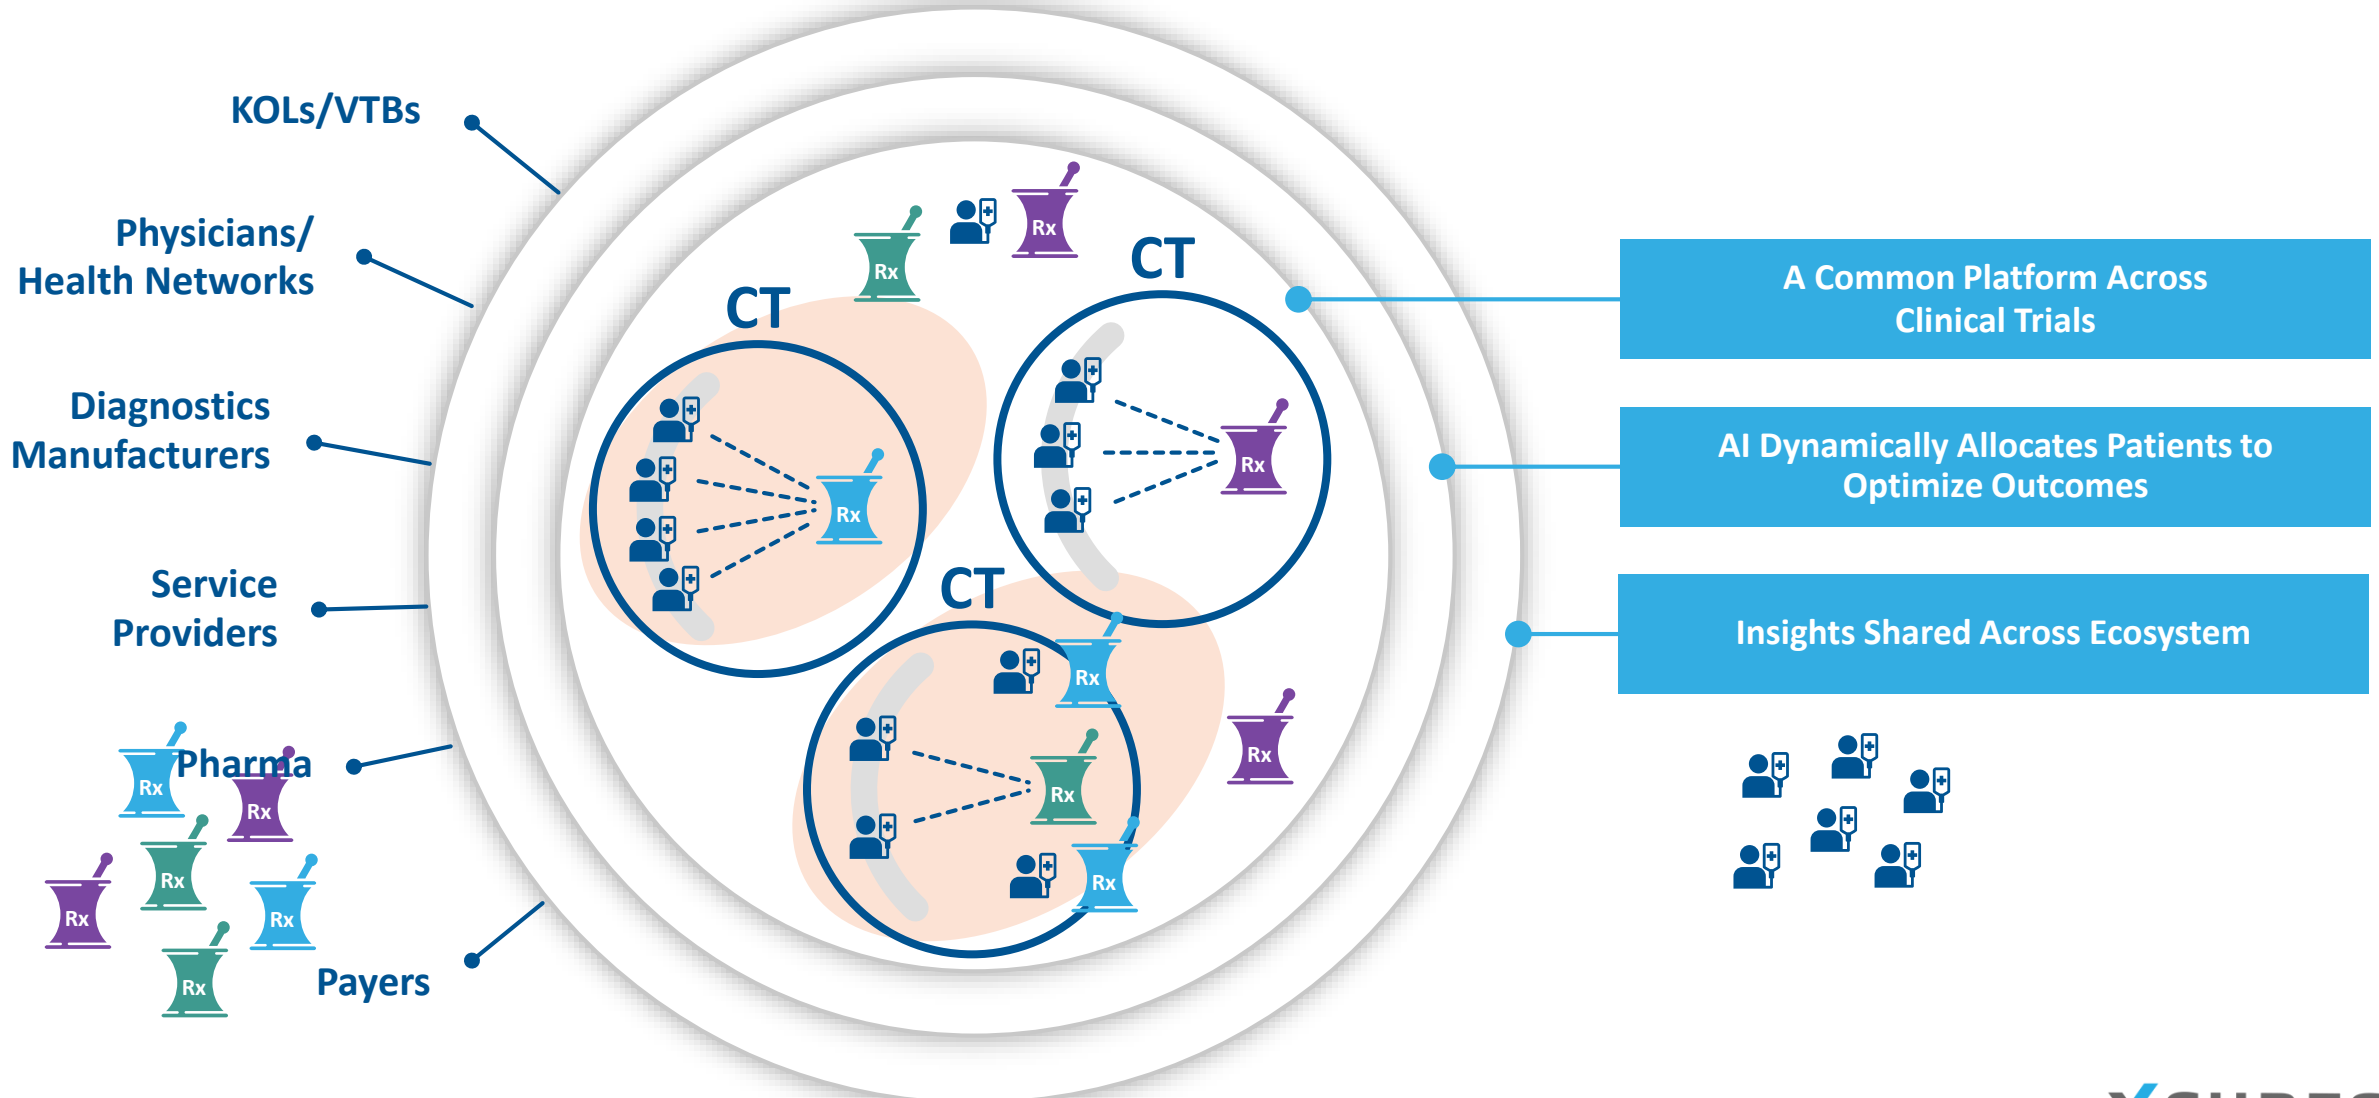 KOLs/VTBs
Physicians/
Health Networks
Diagnostics
Manufacturers
Service
Providers
Pharma
Payers
Rx
Rx
Rx
Rx
Rx
Rx
CT
CT
CT
Rx
Rx
Rx
Rx
Rx
Rx
Rx
Rx
A Common Platform Across
Clinical Trials
AI Dynamically Allocates Patients to
Optimize Outcomes
Insights Shared Across Ecosystem